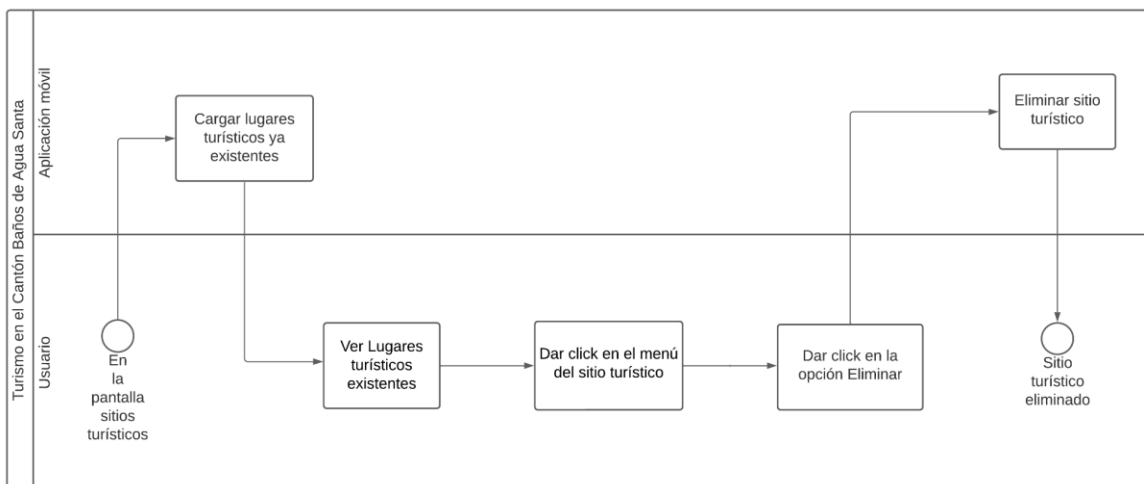 Turismo en el Cantón Baños de Agua Santa
Aplicación móvil
Cargar lugares
turísticos ya
existentes
Eliminar sitio
turístico
Usuario
En
la
pantalla
sitios
turísticos
Ver Lugares
turísticos
existentes
Dar click en el menú
del sitio turístico
Dar click en la
opción Eliminar
Sitio
turístico
eliminado